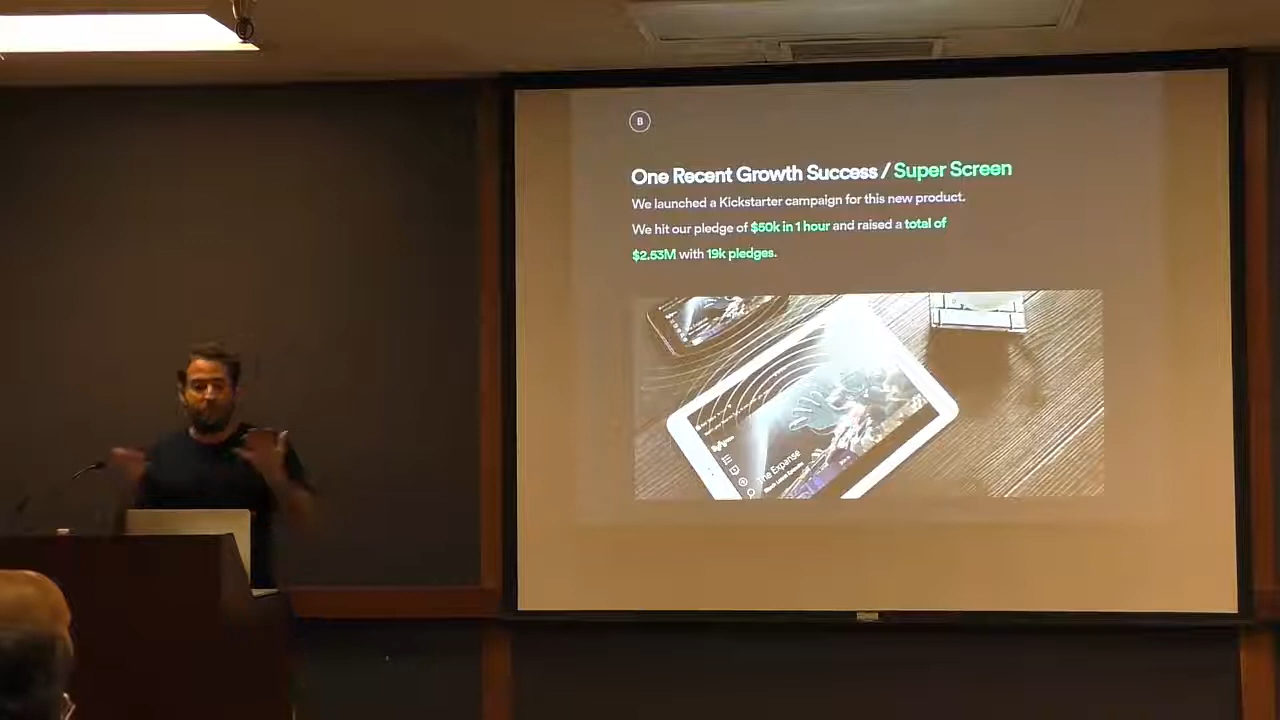 B
One Recent Growth Success / Super Screen
We launched a Kickstarter campaign for this new product.
We hit our pledge of $50k in 1 hour and raised a total of
$2.53M with 19k pledges.
The Expanse